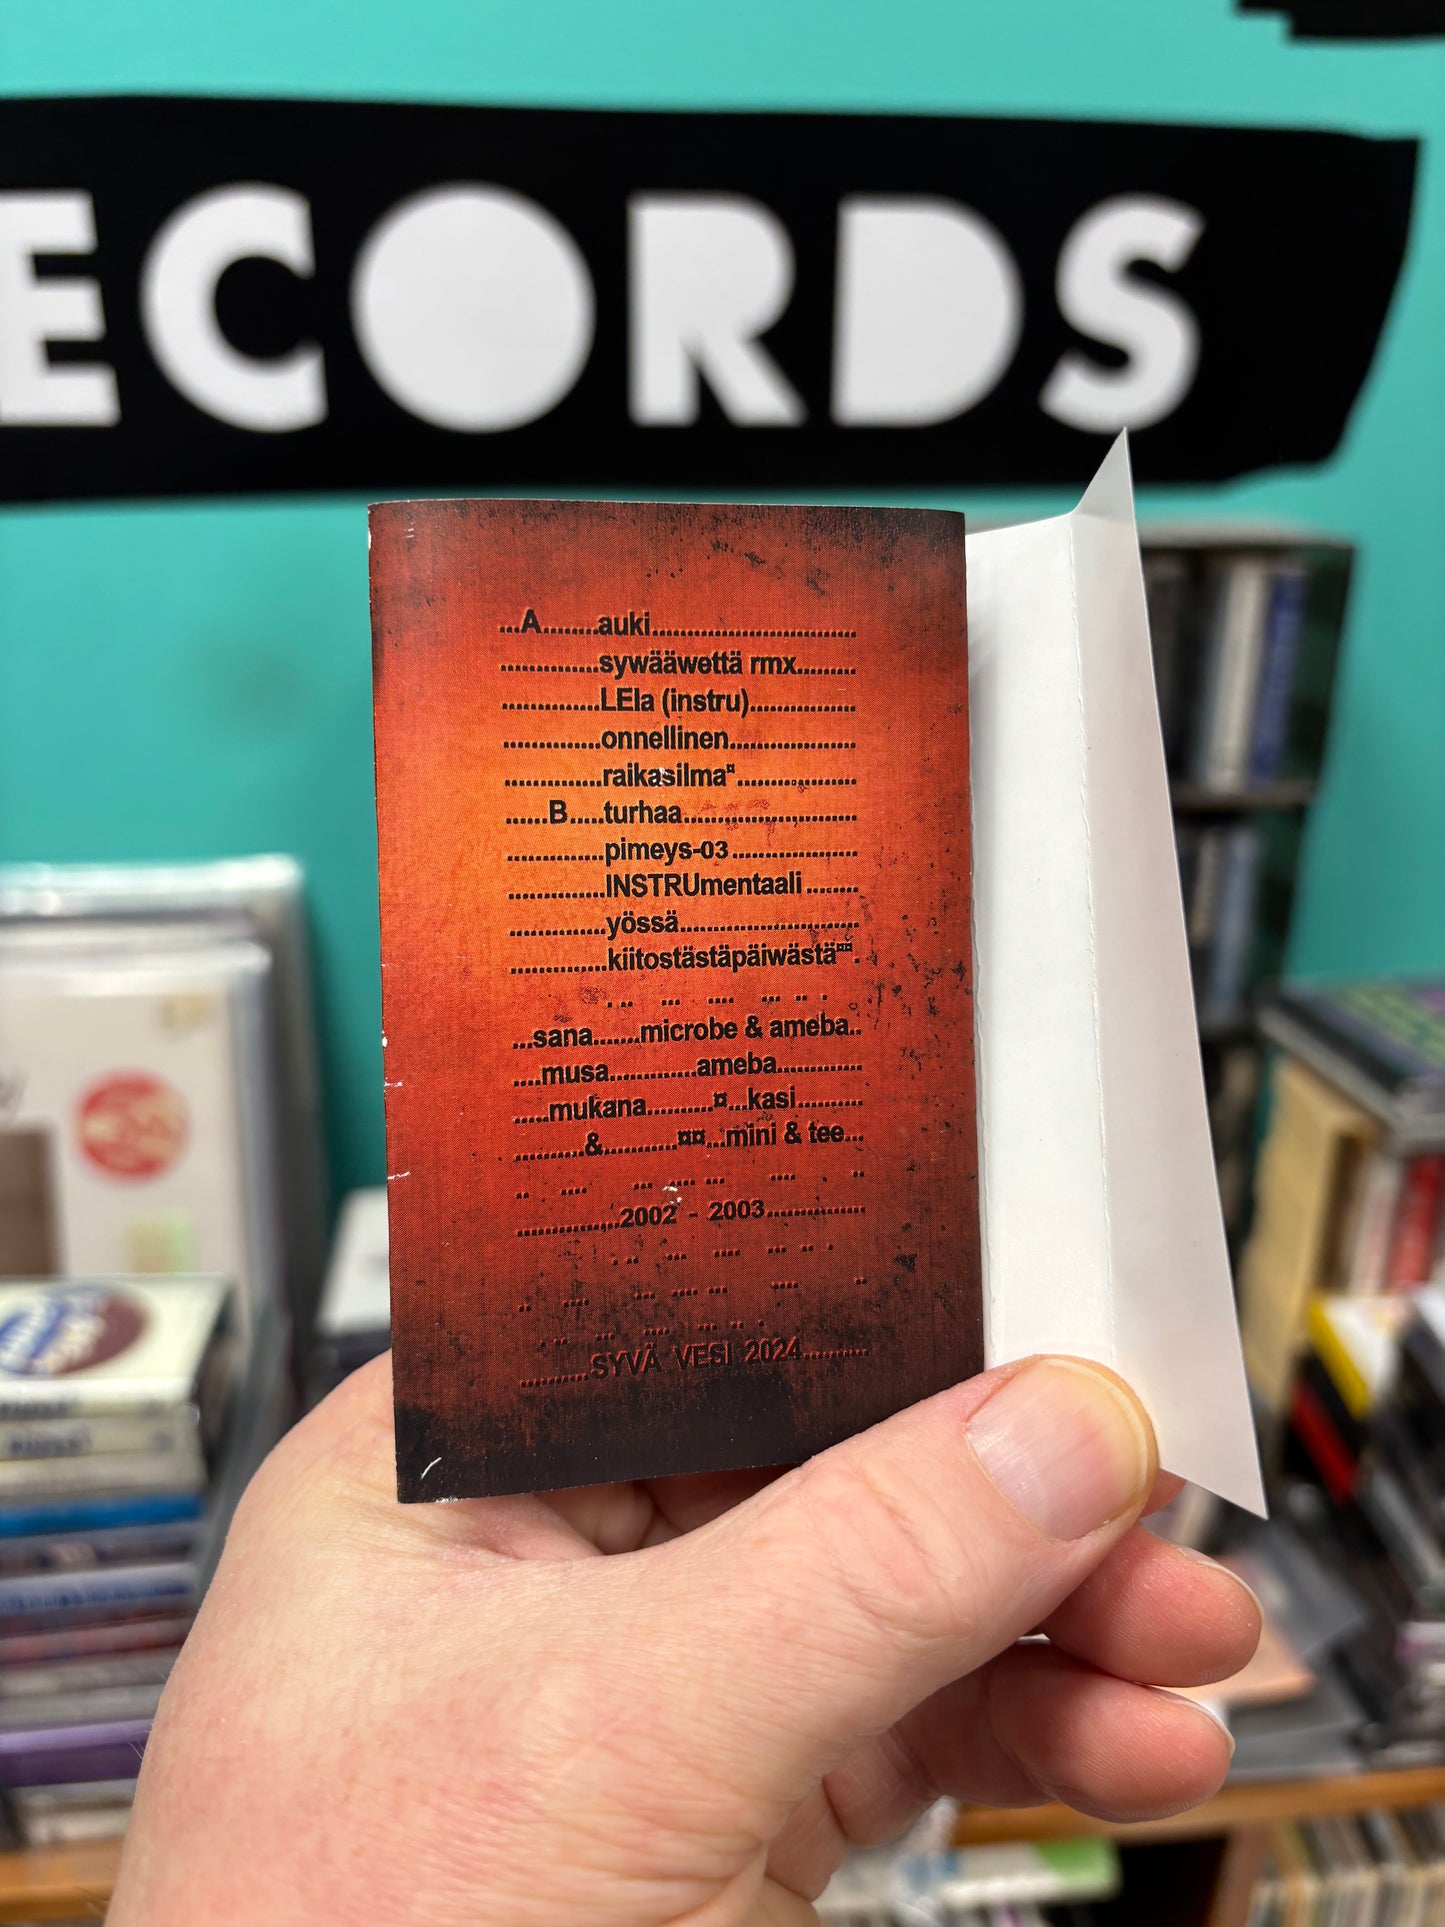 ECORDS
...A........auki.............................
..............sywääwettä rmx.........
..............LEla (instru)...............
..............onnellinen..................
..............raikasilma¤.................
......B.....turhaa.........................
..............pimeys-03..................
..............INSTRUmentaali........
..............yössä..........................
..............kiitostästäpäiwästä¤¤.
. .. ... .... ... .. .
...sana.......microbe & ameba..
....musa.............ameba............
.....mukana..........¤...kasi..........
..........&...........¤¤...mini & tee...
.. .... ... .... ... .... ..
...............2002 - 2003..............
. .. ... .... ... .. .
.. .... ... .... ... .... ..
. .. ... .... ... .. .
..........SYVÄ VESI 2024..........